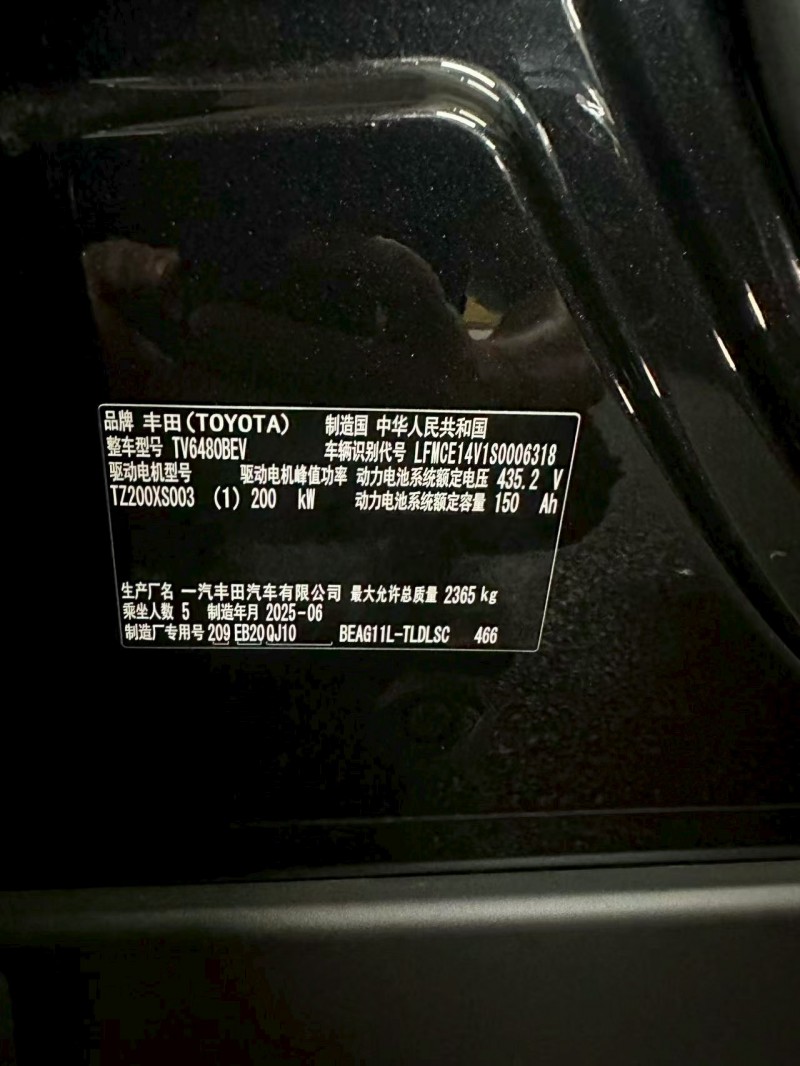 品牌 丰田(TOYOTA) 制造国 中华人民共和国
整车型号 TV6480BEV 车辆识别代号 LFMCE14V1S0006318
驱动电机型号 驱动电机峰值功率 动力电池系统额定电压 435.2 V
TZ200XS003 (1) 200 kW 动力电池系统额定容量 150 Ah
生产厂名 一汽丰田汽车有限公司 最大允许总质量 2365 kg
乘坐人数 5 制造年月 2025-06
制造厂专用号 209 EB20 QJ10 BEAG11L-TLDLSC 466